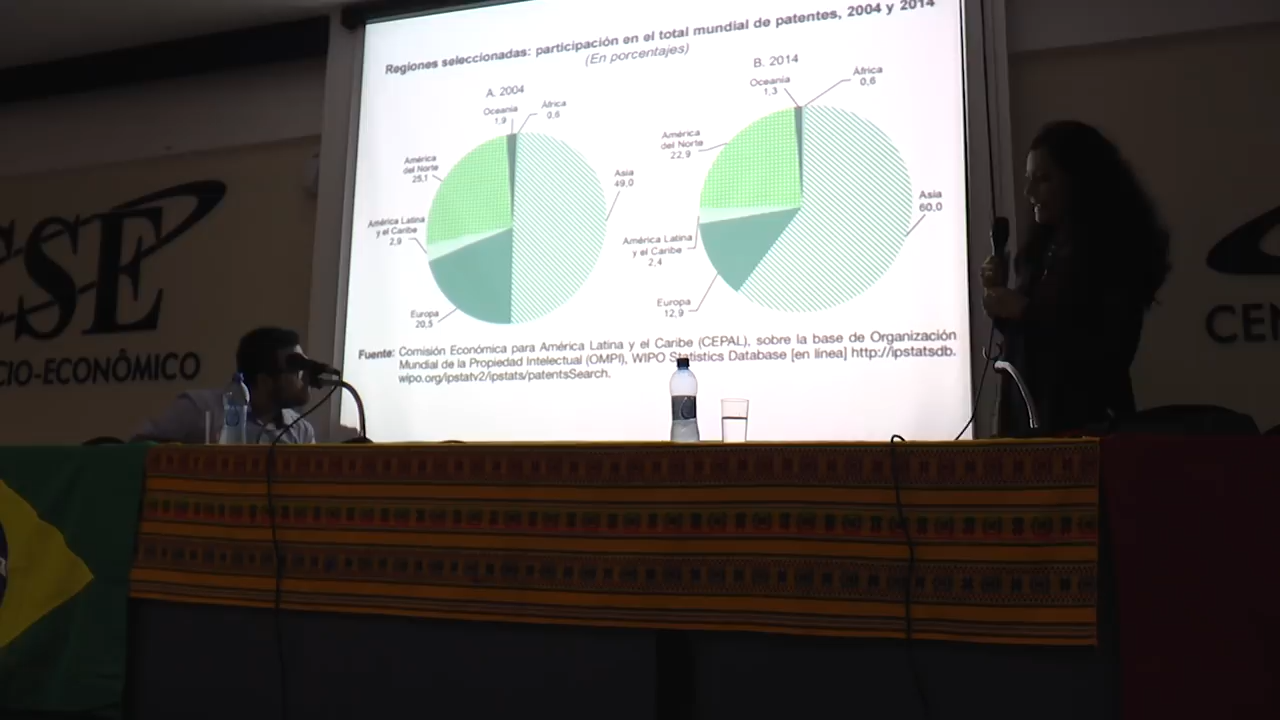 Regiones seleccionadas: participación en el total mundial de patentes, 2004 y 2014
(En porcentajes)
A. 2004
Oceanía
1,9
África
0,6
América
del Norte
25,1
Asia
49,0
América Latina
y el Caribe
2,9
Europa
20,5
B. 2014
Oceanía
1,3
África
0,6
América
del Norte
22,9
Asia
60,0
América Latina
y el Caribe
2,4
Europa
12,9
Fuente: Comisión Económica para América Latina y el Caribe (CEPAL), sobre la base de Organización
Mundial de la Propiedad Intelectual (OMPI), WIPO Statistics Database [en línea] http://ipstatsdb.
wipo.org/ipstatv2/ipstats/patentsSearch.
CSE
CIO-ECONÔMICO
CEN